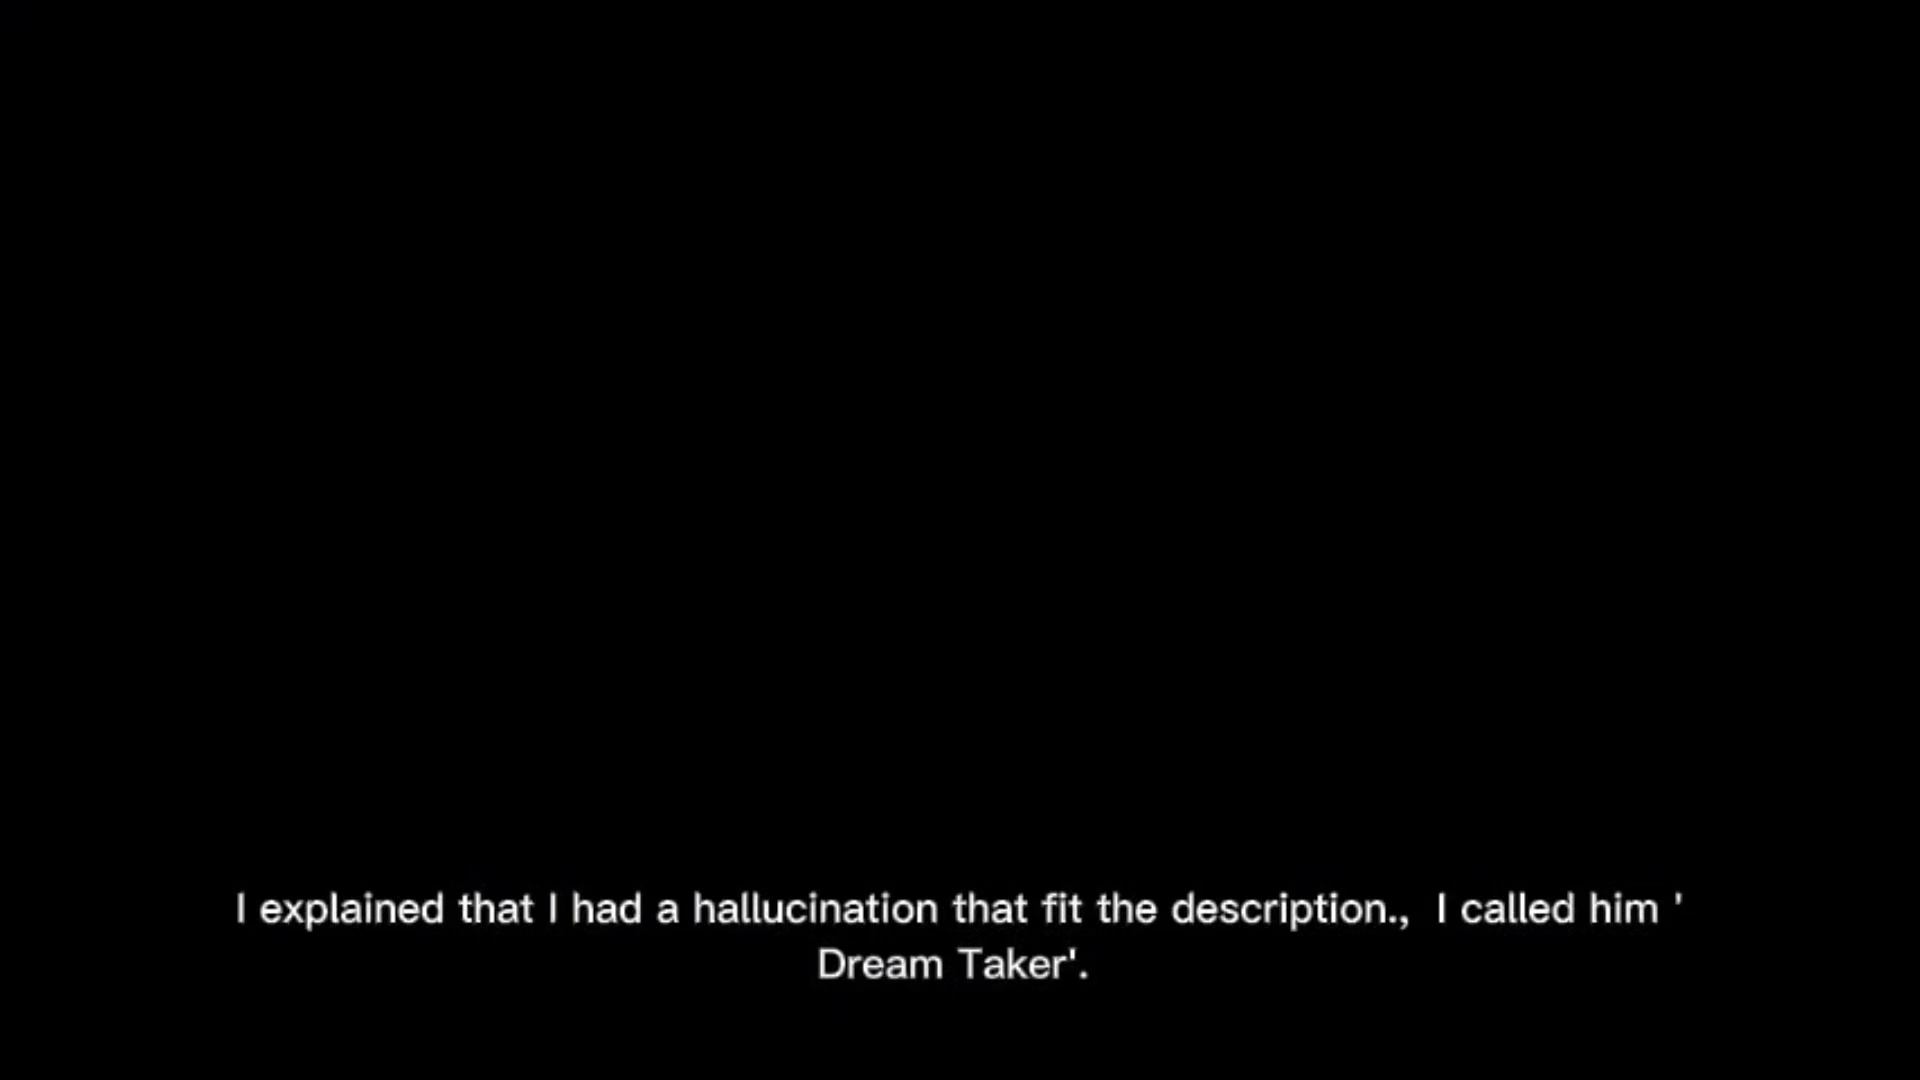 I explained that I had a hallucination that fit the description.,  I called him '
Dream Taker'.